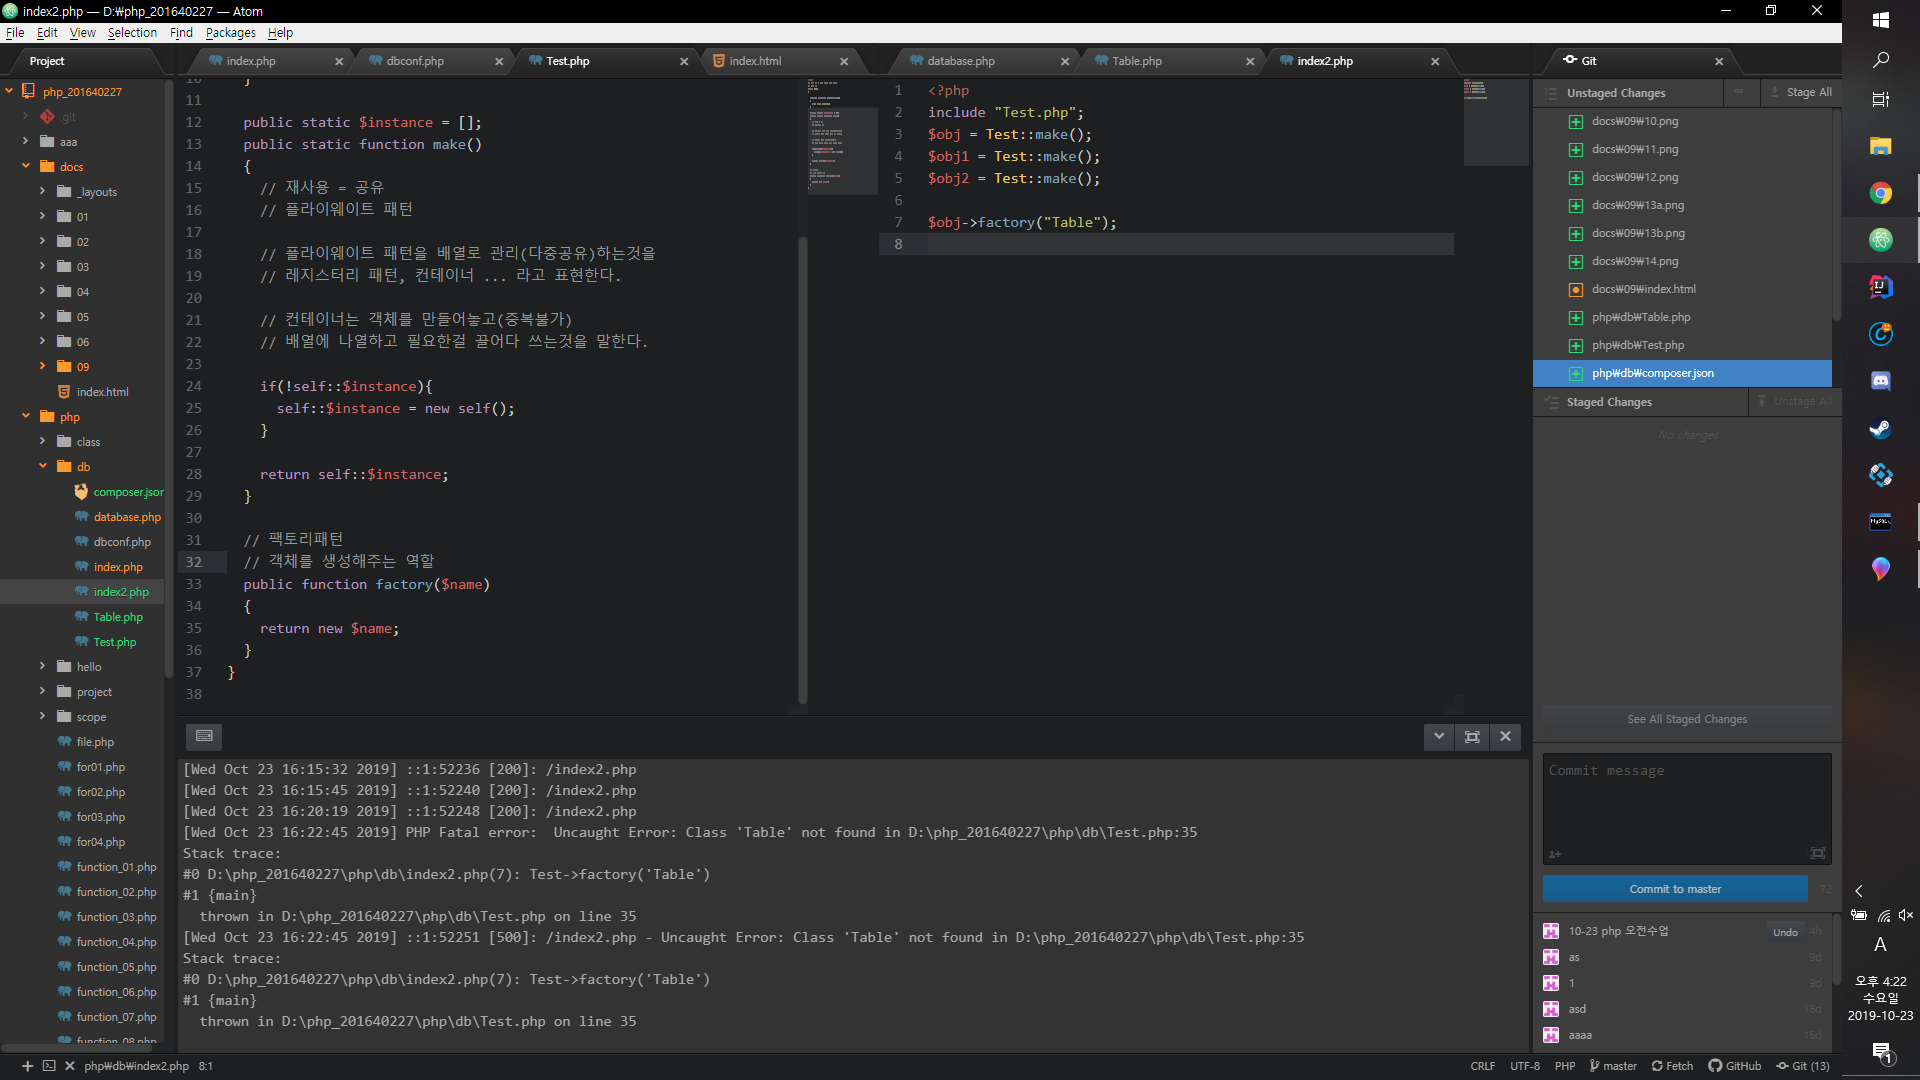 index2.php — D:\php_201640227 — Atom
File Edit View Selection Find Packages Help
Project
index.php
dbconf.php
Test.php
index.html
database.php
Table.php
index2.php
Git
php_201640227
.git
aaa
docs
_layouts
01
02
03
04
05
06
09
index.html
php
class
db
composer.json
database.php
dbconf.php
index.php
index2.php
Table.php
Test.php
hello
project
scope
file.php
for01.php
for02.php
for03.php
for04.php
function_01.php
function_02.php
function_03.php
function_04.php
function_05.php
function_06.php
function_07.php
function_08.php
10 }
11
12 public static $instance = [];
13 public static function make()
14 {
15 // 재사용 = 공유
16 // 플라이웨이트 패턴
17
18 // 플라이웨이트 패턴을 배열로 관리(다중공유)하는것을
19 // 레지스터리 패턴, 컨테이너 ... 라고 표현한다.
20
21 // 컨테이너는 객체를 만들어놓고(중복불가)
22 // 배열에 나열하고 필요한걸 끌어다 쓰는것을 말한다.
23
24 if(!self::$instance){
25 self::$instance = new self();
26 }
27
28 return self::$instance;
29 }
30
31 // 팩토리패턴
32 // 객체를 생성해주는 역할
33 public function factory($name)
34 {
35 return new $name;
36 }
37 }
38
1 <?php
2 include "Test.php";
3 $obj = Test::make();
4 $obj1 = Test::make();
5 $obj2 = Test::make();
6
7 $obj->factory("Table");
8
Unstaged Changes
Stage All
docs₩09₩10.png
docs₩09₩11.png
docs₩09₩12.png
docs₩09₩13a.png
docs₩09₩13b.png
docs₩09₩14.png
docs₩09₩index.html
php₩db₩Table.php
php₩db₩Test.php
php₩db₩composer.json
Staged Changes
Unstage All
No changes
See All Staged Changes
Commit message
Commit to master
72
10-23 php 오전수업 Undo 4h
as 9d
1 9d
asd 16d
aaaa 16d
[Wed Oct 23 16:15:32 2019] ::1:52236 [200]: /index2.php
[Wed Oct 23 16:15:45 2019] ::1:52240 [200]: /index2.php
[Wed Oct 23 16:20:19 2019] ::1:52248 [200]: /index2.php
[Wed Oct 23 16:22:45 2019] PHP Fatal error:  Uncaught Error: Class 'Table' not found in D:\php_201640227\php\db\Test.php:35
Stack trace:
#0 D:\php_201640227\php\db\index2.php(7): Test->factory('Table')
#1 {main}
thrown in D:\php_201640227\php\db\Test.php on line 35
[Wed Oct 23 16:22:45 2019] ::1:52251 [500]: /index2.php - Uncaught Error: Class 'Table' not found in D:\php_201640227\php\db\Test.php:35
Stack trace:
#0 D:\php_201640227\php\db\index2.php(7): Test->factory('Table')
#1 {main}
thrown in D:\php_201640227\php\db\Test.php on line 35
php₩db₩index2.php 8:1
CRLF UTF-8 PHP master Fetch GitHub Git (13)
A
오후 4:22
수요일
2019-10-23
1